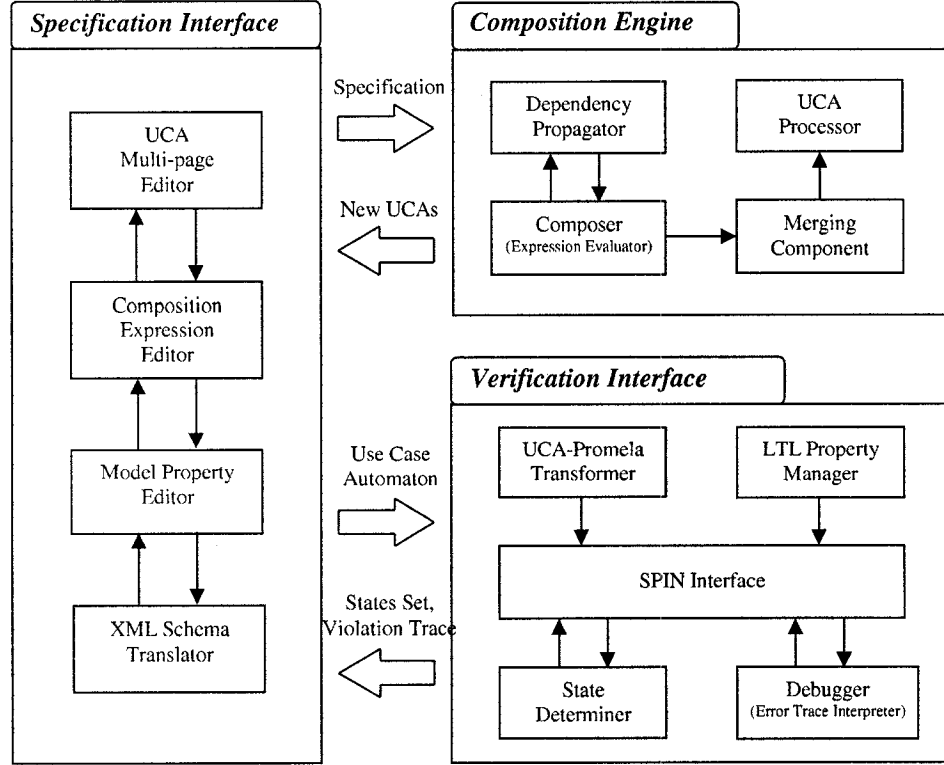 Specification Interface
UCA
Multi-page
Editor
Composition
Expression
Editor
Model Property
Editor
XML Schema
Translator
Specification
New UCAs
Use Case
Automaton
States Set,
Violation Trace
Composition Engine
Dependency
Propagator
UCA
Processor
Composer
(Expression Evaluator)
Merging
Component
Verification Interface
UCA-Promela
Transformer
LTL Property
Manager
SPIN Interface
State
Determiner
Debugger
(Error Trace Interpreter)